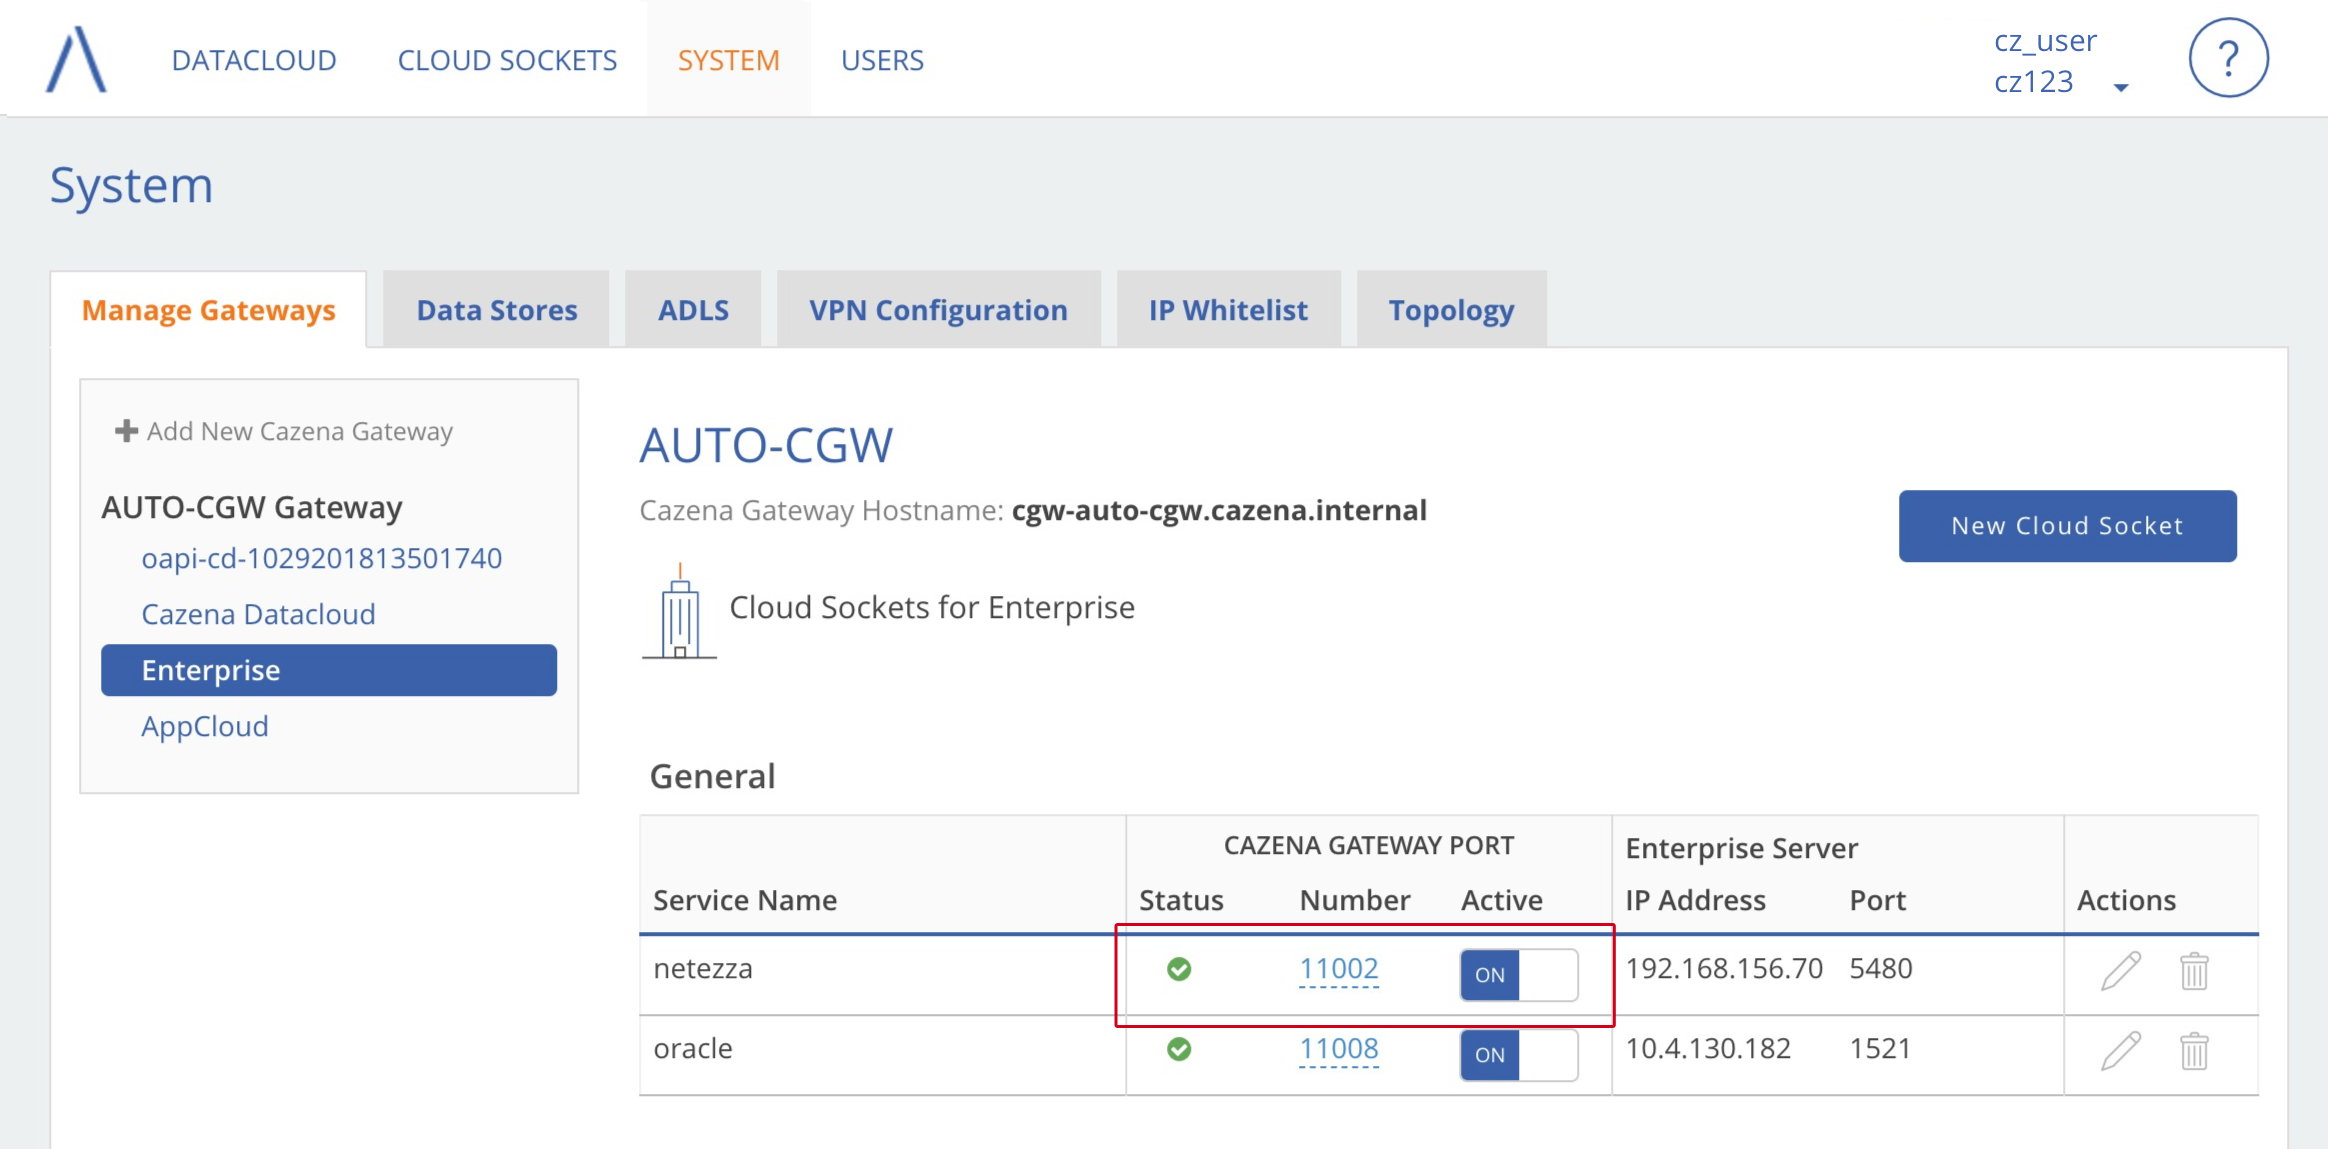 DATACLOUD CLOUD SOCKETS SYSTEM USERS
cz_user
cz123
?
System
Manage Gateways Data Stores ADLS VPN Configuration IP Whitelist Topology
Add New Cazena Gateway
AUTO-CGW Gateway
oapi-cd-1029201813501740
Cazena Datacloud
Enterprise
AppCloud
AUTO-CGW
Cazena Gateway Hostname: cgw-auto-cgw.cazena.internal
New Cloud Socket
Cloud Sockets for Enterprise
General
CAZENA GATEWAY PORT Enterprise Server
Service Name Status Number Active IP Address Port Actions
netezza 11002 ON 192.168.156.70 5480
oracle 11008 ON 10.4.130.182 1521